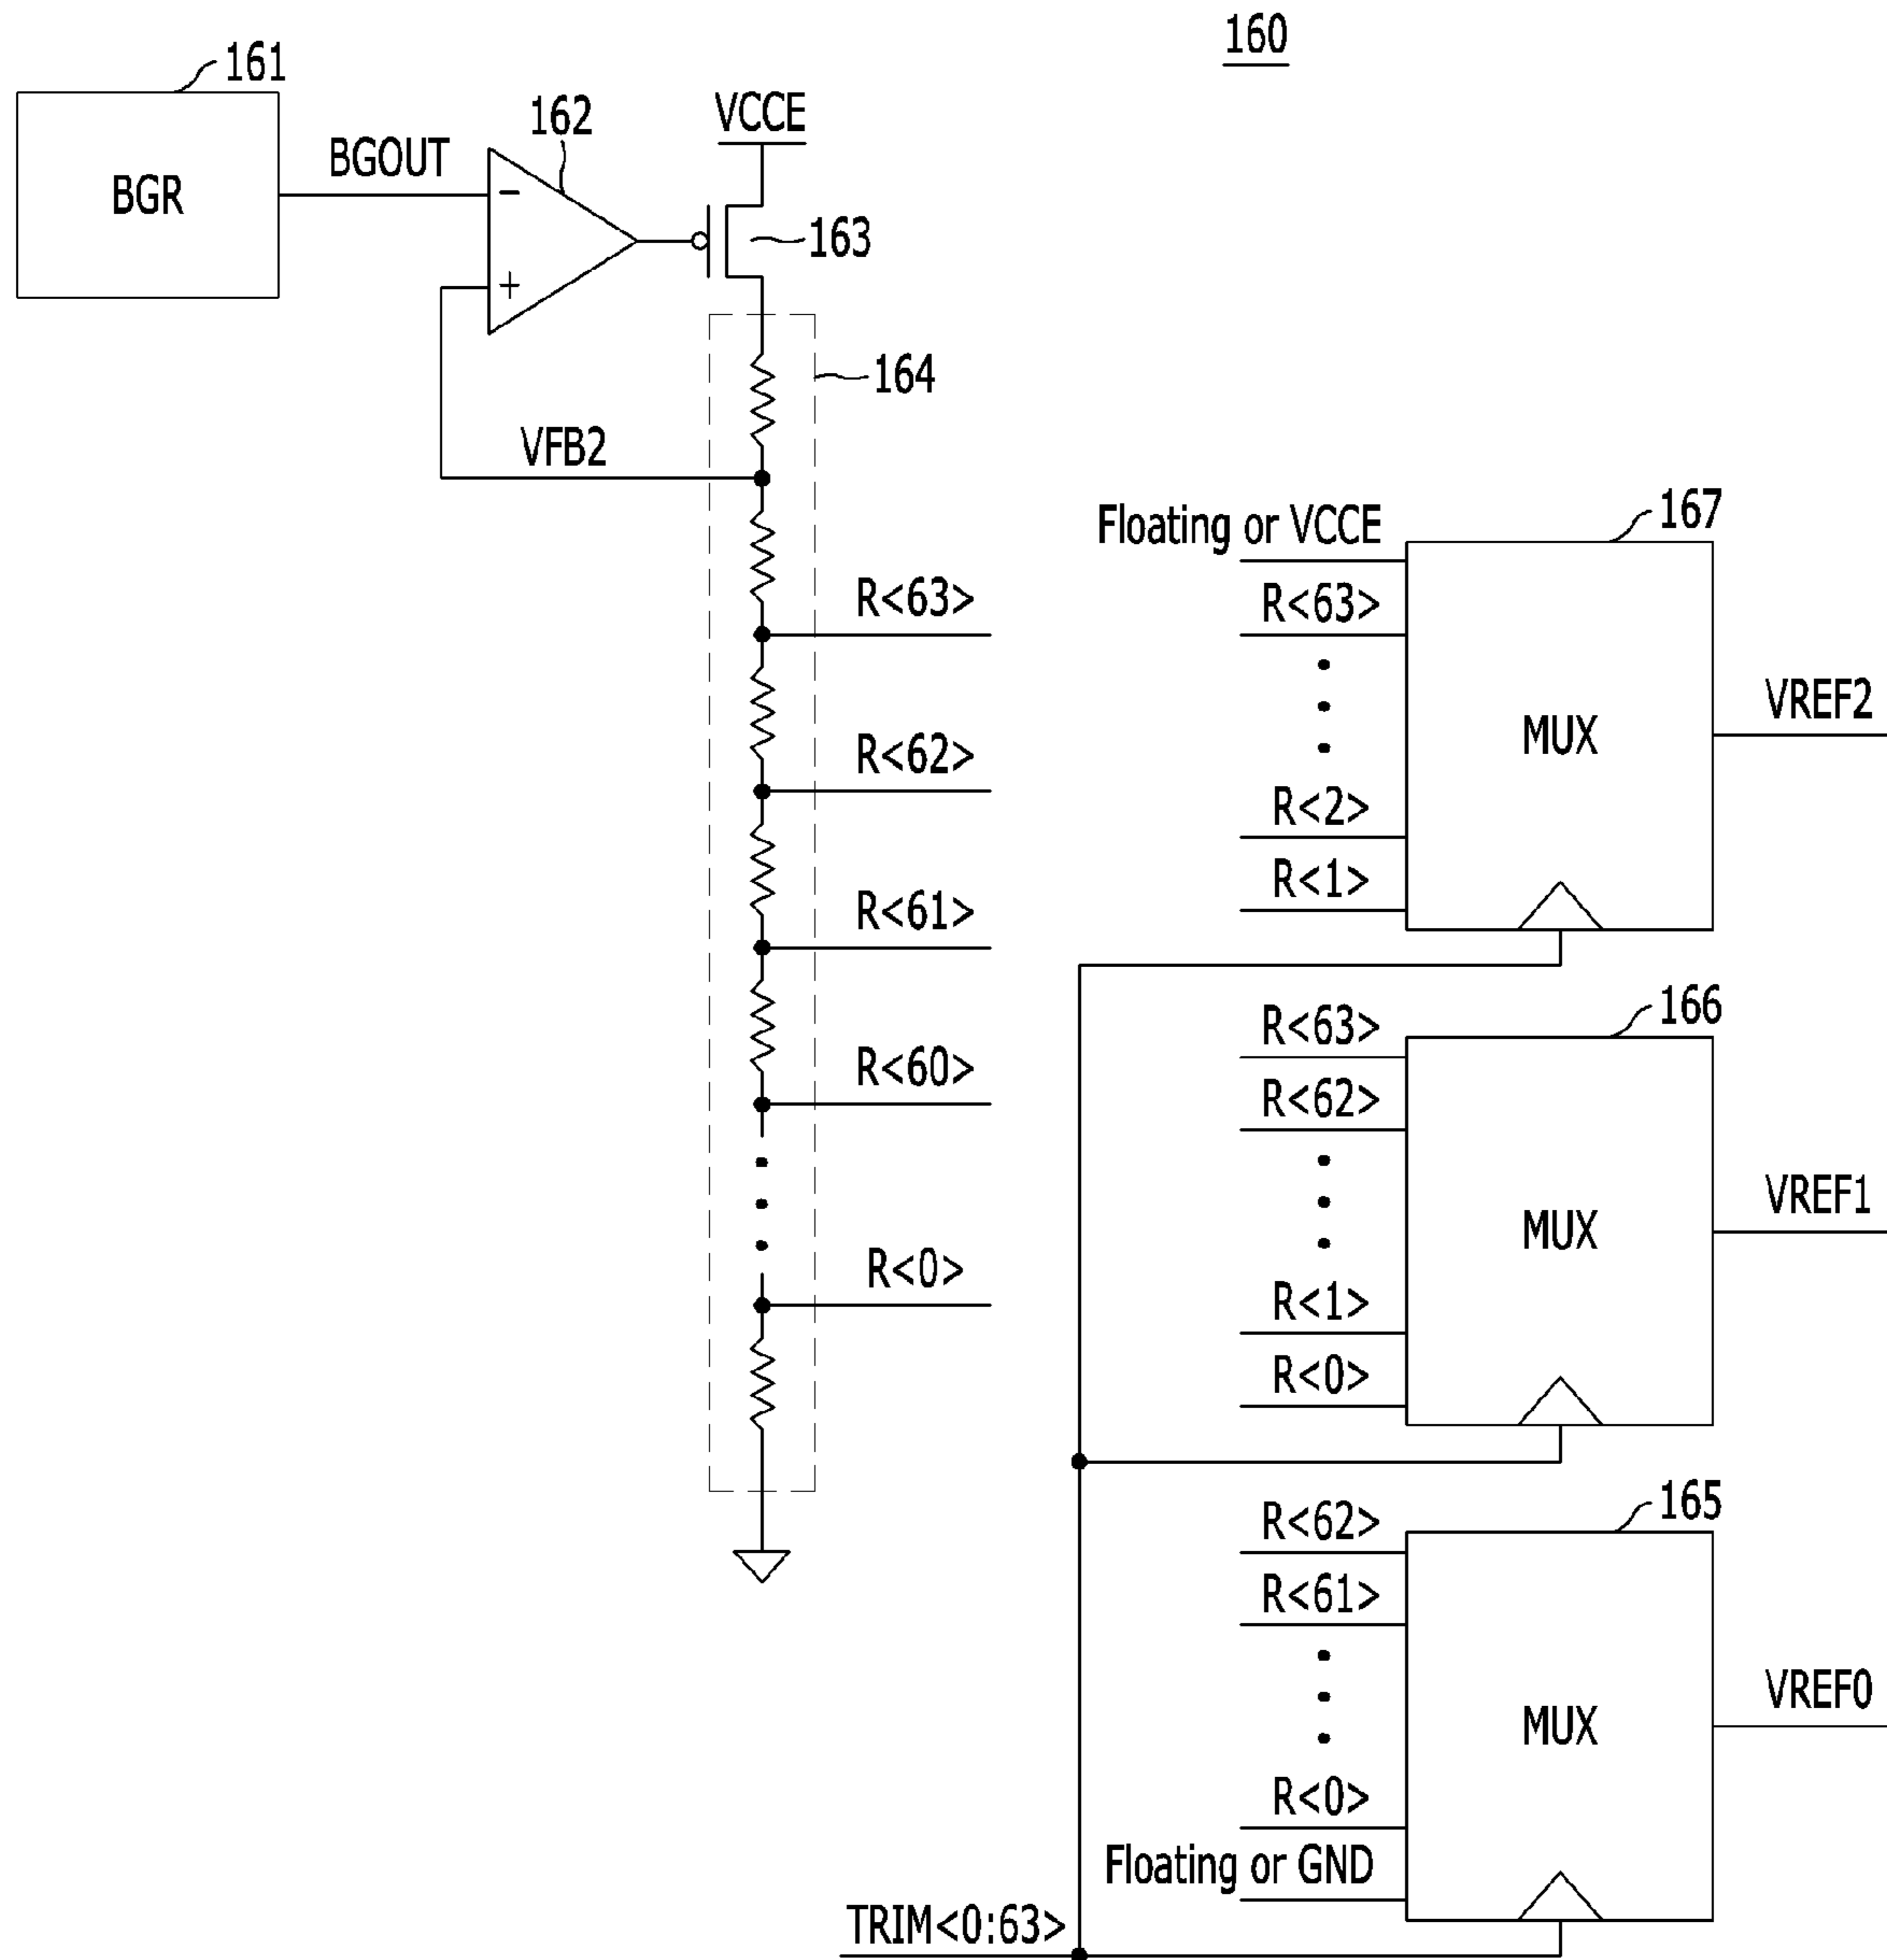 160
161
BGR
BGOUT
162
-
+
VCCE
163
164
VFB2
R<63>
R<62>
R<61>
R<60>
R<0>
Floating or VCCE
R<63>
R<2>
R<1>
167
MUX
VREF2
R<63>
R<62>
R<1>
R<0>
166
MUX
VREF1
R<62>
R<61>
R<0>
Floating or GND
165
MUX
VREF0
TRIM<0:63>